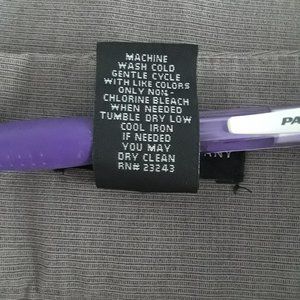 MACHINE
WASH COLD
GENTLE CYCLE
WITH LIKE COLORS
ONLY NON-
CHLORINE BLEACH
WHEN NEEDED
TUMBLE DRY LOW
COOL IRON
IF NEEDED
YOU MAY
DRY CLEAN
RN# 23243
PA
ANY